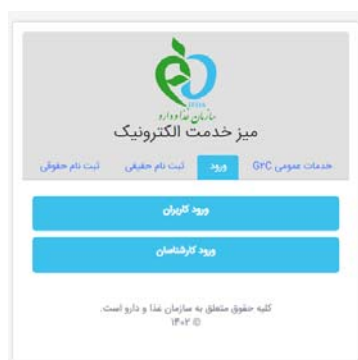 سازمان غذا و دارو
میز خدمت الکترونیک
خدمات عمومی G۲C ورود ثبت نام حقیقی ثبت نام حقوقی
ورود کاربران
ورود کارشناسان
کلیه حقوق متعلق به سازمان غذا و دارو است.
© ۱۴۰۲